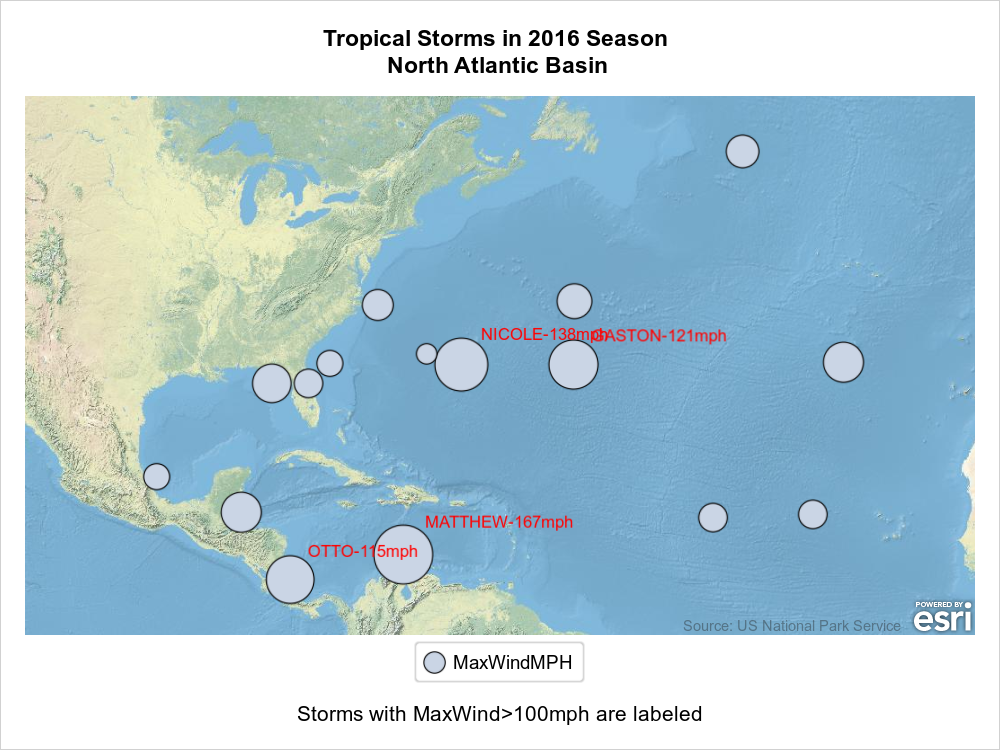 Tropical Storms in 2016 Season
North Atlantic Basin
NICOLE-138mph
GASTON-121mph
MATTHEW-167mph
OTTO-115mph
POWERED BY
esri
Source: US National Park Service
MaxWindMPH
Storms with MaxWind>100mph are labeled